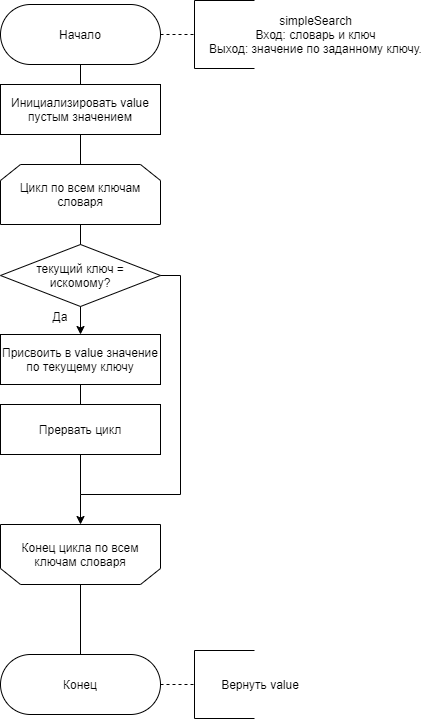 Начало
simpleSearch
Вход: словарь и ключ
Выход: значение по заданному ключу.
Инициализировать value
пустым значением
Цикл по всем ключам
словаря
текущий ключ =
искомому?
Да
Присвоить в value значение
по текущему ключу
Прервать цикл
Конец цикла по всем
ключам словаря
Конец
Вернуть value